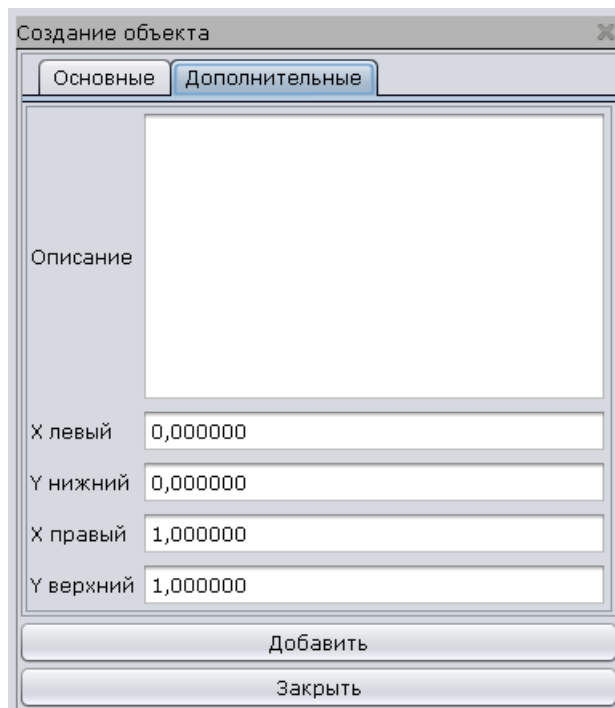 Создание объекта
Основные Дополнительные
Описание
X левый 0,000000
Y нижний 0,000000
X правый 1,000000
Y верхний 1,000000
Добавить
Закрыть